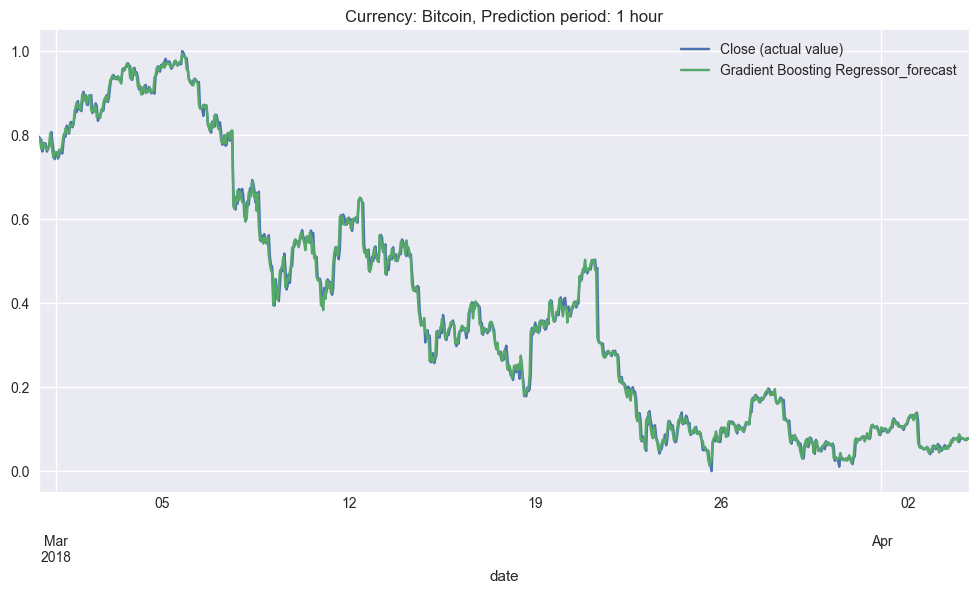 Currency: Bitcoin, Prediction period: 1 hour
Close (actual value)
Gradient Boosting Regressor_forecast
1.0
0.8
0.6
0.4
0.2
0.0
05 12 19 26 02
Mar Apr
2018
date